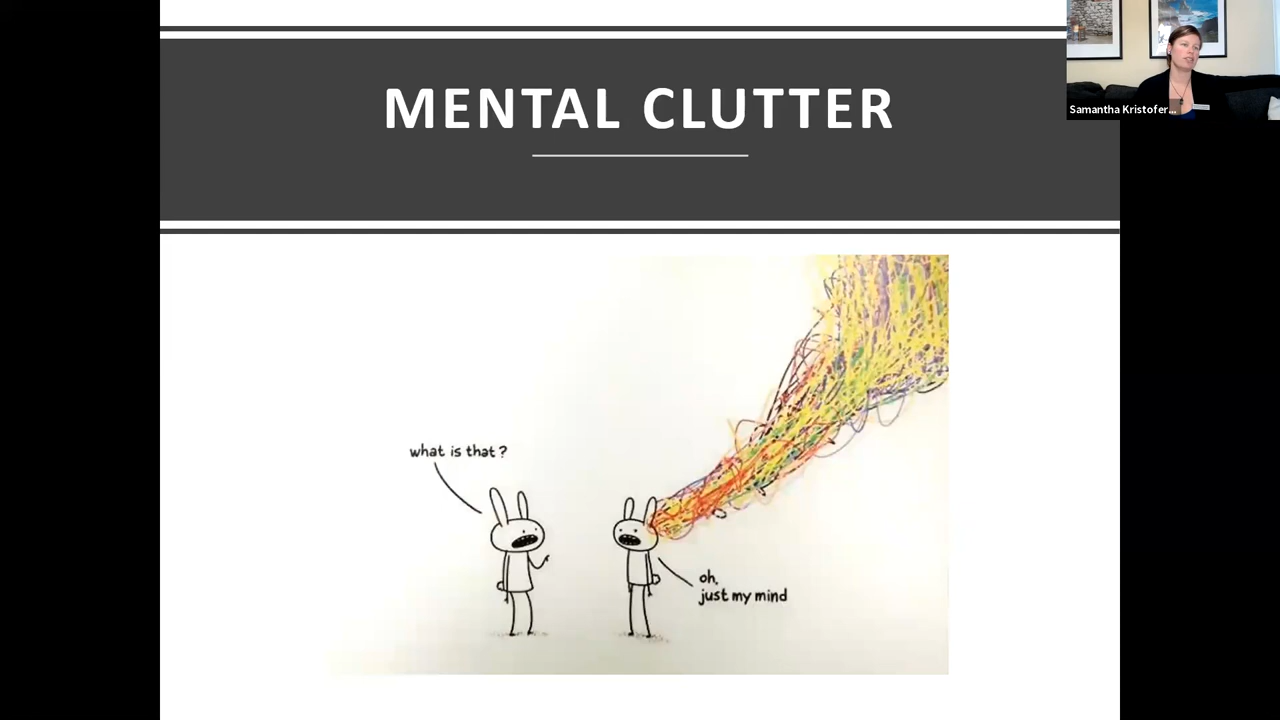 MENTAL CLUTTER
Samantha Kristofer...
what is that?
oh,
just my mind